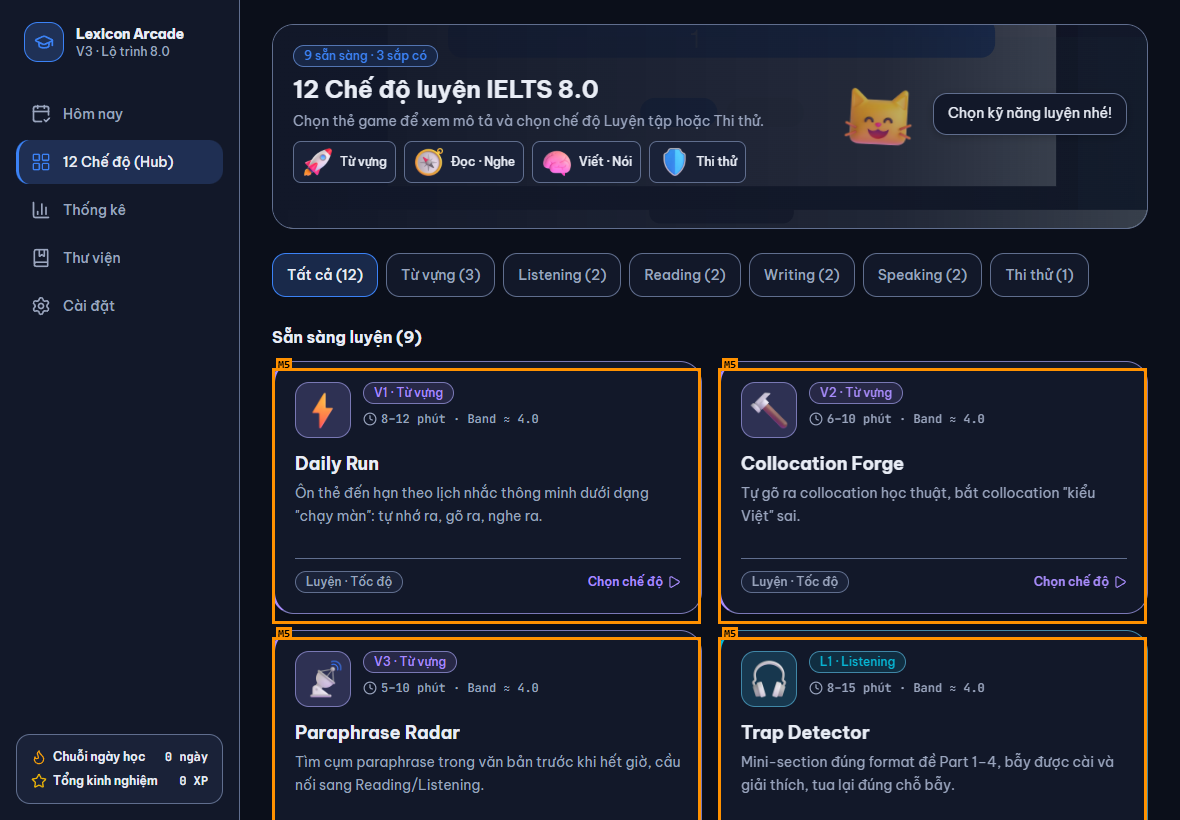 Lexicon Arcade
V3 · Lộ trình 8.0
Hôm nay
12 Chế độ (Hub)
Thống kê
Thư viện
Cài đặt
Chuỗi ngày học 0 ngày
Tổng kinh nghiệm 0 XP
9 sẵn sàng · 3 sắp có
12 Chế độ luyện IELTS 8.0
Chọn thẻ game để xem mô tả và chọn chế độ Luyện tập hoặc Thi thử.
Từ vựng
Đọc · Nghe
Viết · Nói
Thi thử
Chọn kỹ năng luyện nhé!
Tất cả (12)
Từ vựng (3)
Listening (2)
Reading (2)
Writing (2)
Speaking (2)
Thi thử (1)
Sẵn sàng luyện (9)
M5
V1 · Từ vựng
8–12 phút · Band ≈ 4.0
Daily Run
Ôn thẻ đến hạn theo lịch nhắc thông minh dưới dạng
"chạy màn": tự nhớ ra, gõ ra, nghe ra.
Luyện · Tốc độ
Chọn chế độ
M5
V2 · Từ vựng
6–10 phút · Band ≈ 4.0
Collocation Forge
Tự gõ ra collocation học thuật, bắt collocation "kiểu
Việt" sai.
Luyện · Tốc độ
Chọn chế độ
M5
V3 · Từ vựng
5–10 phút · Band ≈ 4.0
Paraphrase Radar
Tìm cụm paraphrase trong văn bản trước khi hết giờ, cầu
nối sang Reading/Listening.
M5
L1 · Listening
8–15 phút · Band ≈ 4.0
Trap Detector
Mini-section đúng format đề Part 1–4, bẫy được cài và
giải thích, tua lại đúng chỗ bẫy.